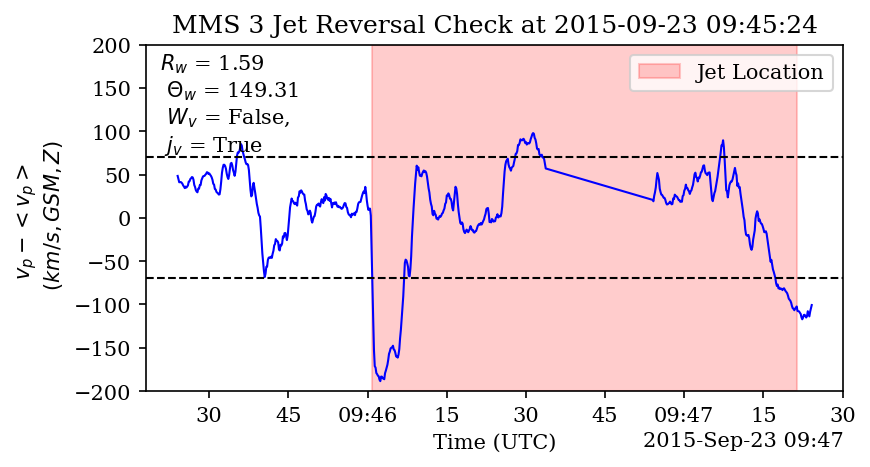 MMS 3 Jet Reversal Check at 2015-09-23 09:45:24
200
150
100
50
0
−50
−100
−150
−200
v_p − < v_p >
(km/s, GSM, Z)
R_w = 1.59
Θ_w = 149.31
W_v = False,
j_v = True
Jet Location
30 45 09:46 15 30 45 09:47 15 30
Time (UTC)
2015-Sep-23 09:47